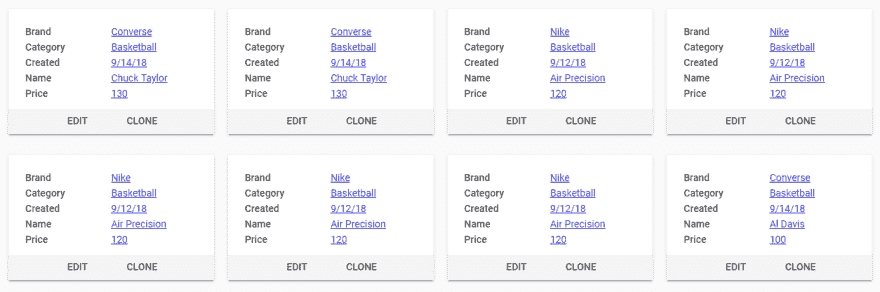 Brand Converse
Category Basketball
Created 9/14/18
Name Chuck Taylor
Price 130
EDIT CLONE
Brand Converse
Category Basketball
Created 9/14/18
Name Chuck Taylor
Price 130
EDIT CLONE
Brand Nike
Category Basketball
Created 9/12/18
Name Air Precision
Price 120
EDIT CLONE
Brand Nike
Category Basketball
Created 9/12/18
Name Air Precision
Price 120
EDIT CLONE
Brand Nike
Category Basketball
Created 9/12/18
Name Air Precision
Price 120
EDIT CLONE
Brand Nike
Category Basketball
Created 9/12/18
Name Air Precision
Price 120
EDIT CLONE
Brand Nike
Category Basketball
Created 9/12/18
Name Air Precision
Price 120
EDIT CLONE
Brand Converse
Category Basketball
Created 9/14/18
Name Al Davis
Price 100
EDIT CLONE